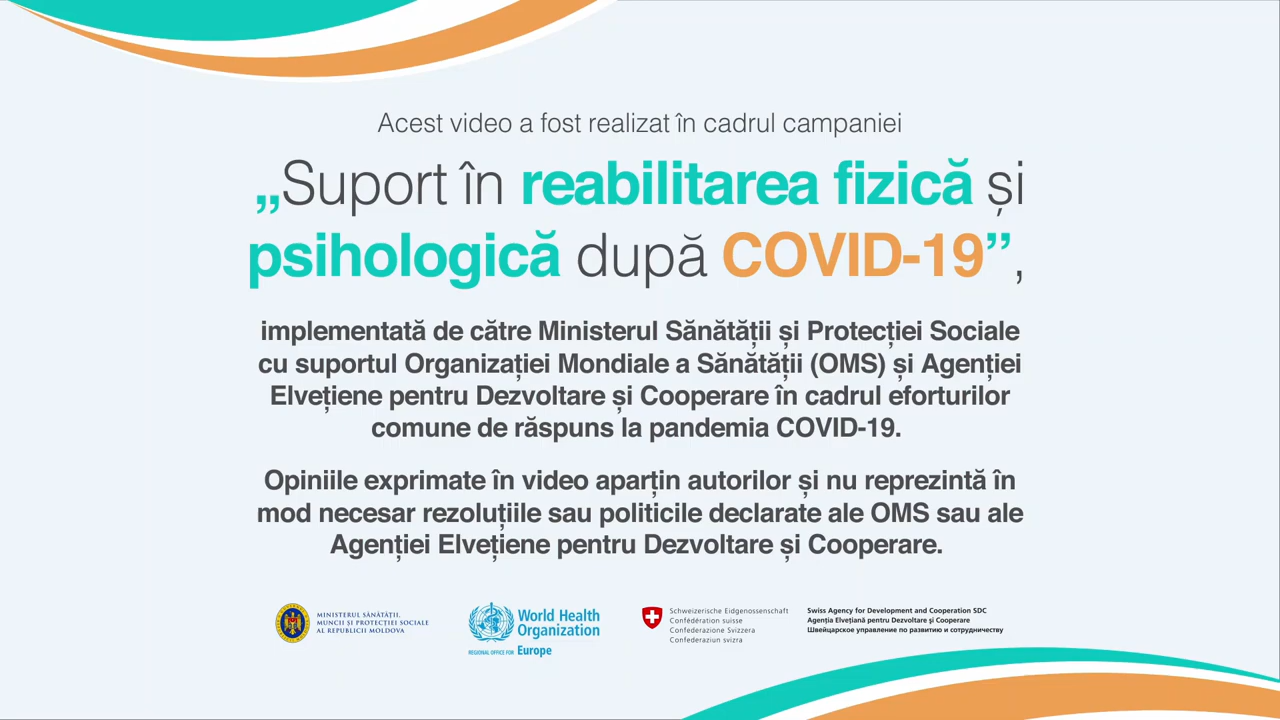 Acest video a fost realizat în cadrul campaniei
„Suport în reabilitarea fizică și
psihologică după COVID-19”,
implementată de către Ministerul Sănătății și Protecției Sociale
cu suportul Organizației Mondiale a Sănătății (OMS) și Agenției
Elvețiene pentru Dezvoltare și Cooperare în cadrul eforturilor
comune de răspuns la pandemia COVID-19.
Opiniile exprimate în video aparțin autorilor și nu reprezintă în
mod necesar rezoluțiile sau politicile declarate ale OMS sau ale
Agenției Elvețiene pentru Dezvoltare și Cooperare.
MINISTERUL SĂNĂTĂȚII,
MUNCII ȘI PROTECȚIEI SOCIALE
AL REPUBLICII MOLDOVA
World Health
Organization
REGIONAL OFFICE FOR Europe
Schweizerische Eidgenossenschaft
Confédération suisse
Confederazione Svizzera
Confederaziun svizra
Swiss Agency for Development and Cooperation SDC
Agenția Elvețiană pentru Dezvoltare şi Cooperare
Швейцарское управление по развитию и сотрудничеству